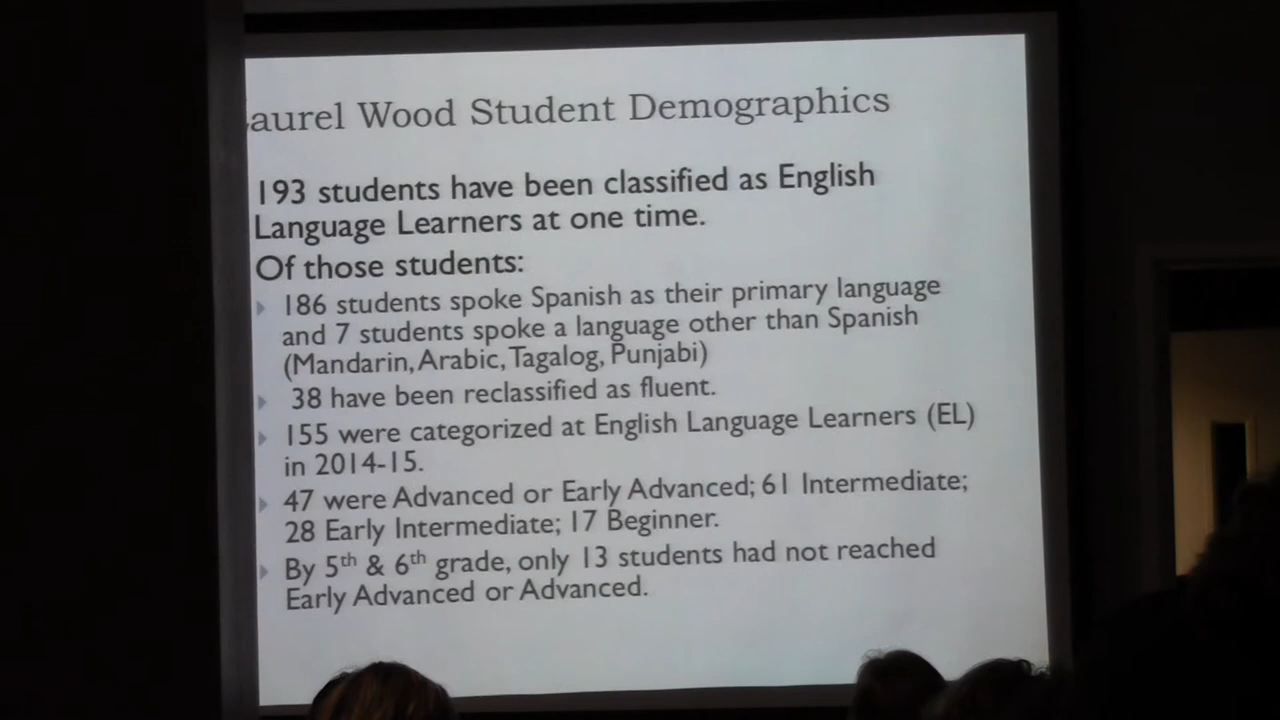 aurel Wood Student Demographics
193 students have been classified as English
Language Learners at one time.
Of those students:
186 students spoke Spanish as their primary language
and 7 students spoke a language other than Spanish
(Mandarin, Arabic, Tagalog, Punjabi)
38 have been reclassified as fluent.
155 were categorized at English Language Learners (EL)
in 2014-15.
47 were Advanced or Early Advanced; 61 Intermediate;
28 Early Intermediate; 17 Beginner.
By 5th & 6th grade, only 13 students had not reached
Early Advanced or Advanced.